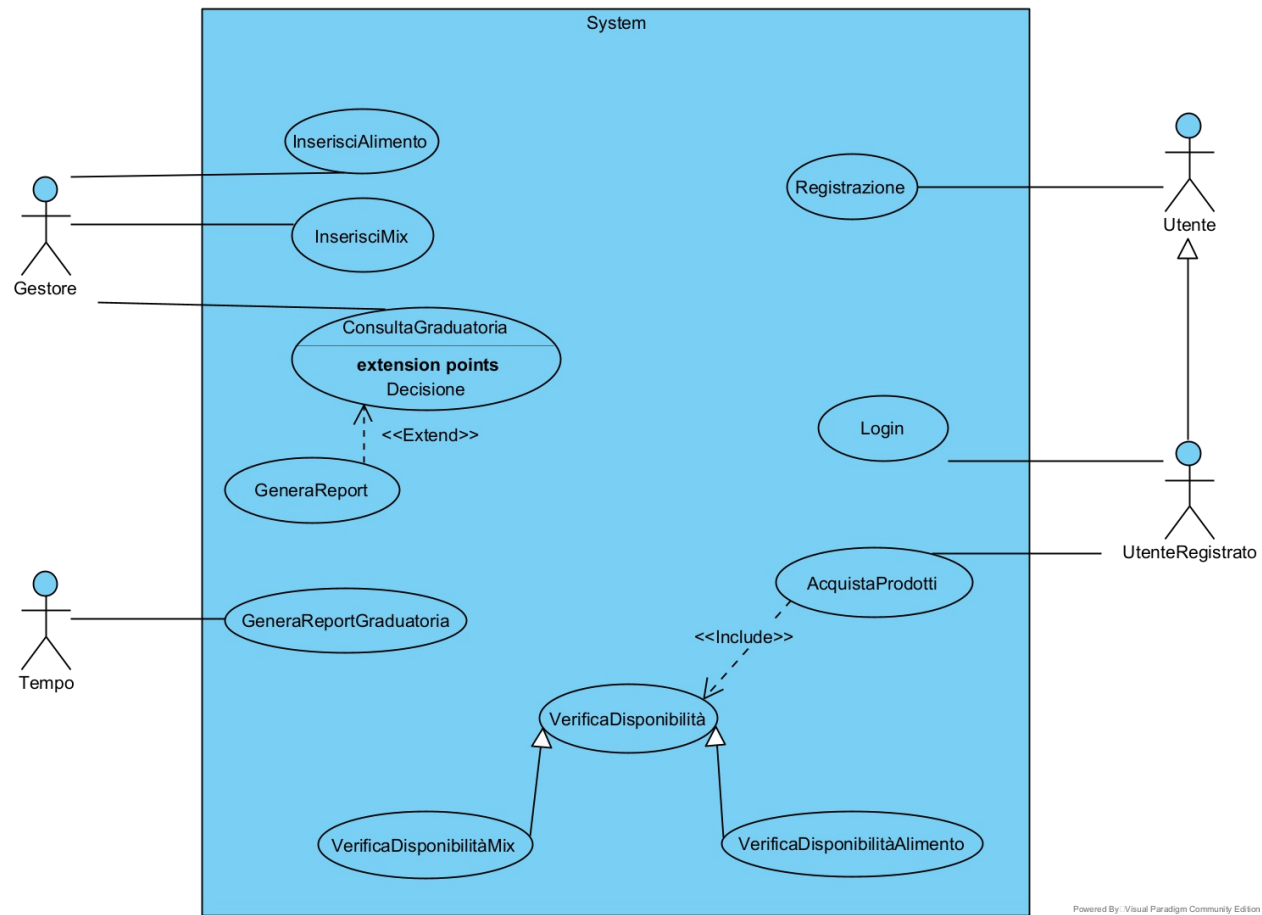 System
InserisciAlimento
Registrazione
Utente
InserisciMix
Gestore
ConsultaGraduatoria
extension points
Decisione
<<Extend>>
Login
GeneraReport
UtenteRegistrato
AcquistaProdotti
GeneraReportGraduatoria
<<Include>>
Tempo
VerificaDisponibilità
VerificaDisponibilitàMix
VerificaDisponibilitàAlimento
Powered By Visual Paradigm Community Edition